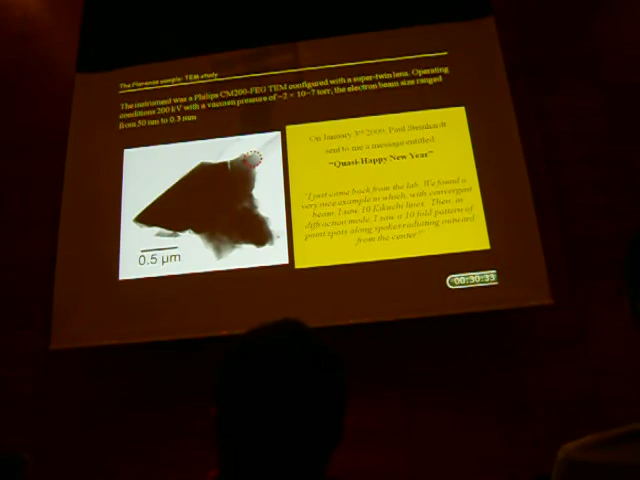 The Florence sample: TEM study
The instrument was a Philips CM200-FEG TEM configured with a super-twin lens. Operating
conditions 200 kV with a vacuum pressure of ~2 × 10-7 torr; the electron beam size ranged
from 50 nm to 0.3 mm
On January 3rd 2009, Paul Steinhardt
sent to me a message entitled
"Quasi-Happy New Year"
"I just came back from the lab. We found a
very nice example in which, with convergent
beam, I saw 10 Kikuchi lines. Then, in
diffraction mode, I saw a 10 fold pattern of
point spots along spokes radiating outward
from the center"
0.5 µm
00:30:33